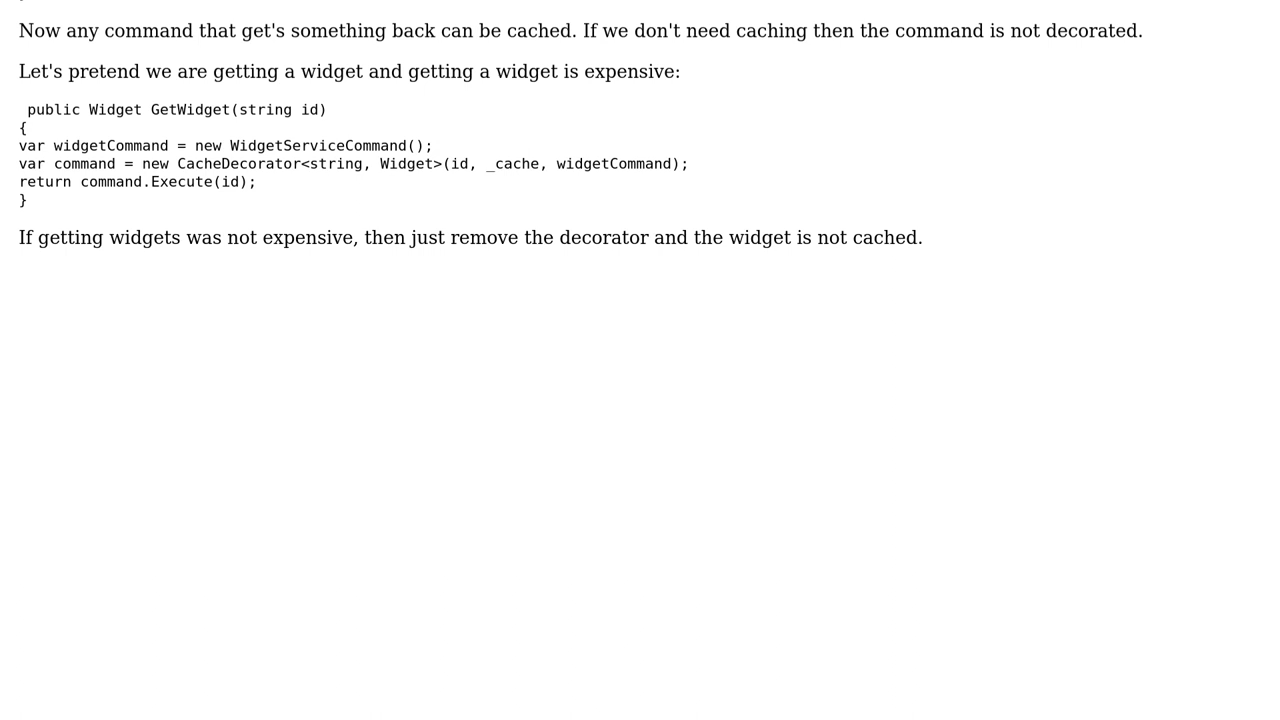 Now any command that get's something back can be cached. If we don't need caching then the command is not decorated.
Let's pretend we are getting a widget and getting a widget is expensive:
public Widget GetWidget(string id)
{
var widgetCommand = new WidgetServiceCommand();
var command = new CacheDecorator<string, Widget>(id, _cache, widgetCommand);
return command.Execute(id);
}
If getting widgets was not expensive, then just remove the decorator and the widget is not cached.